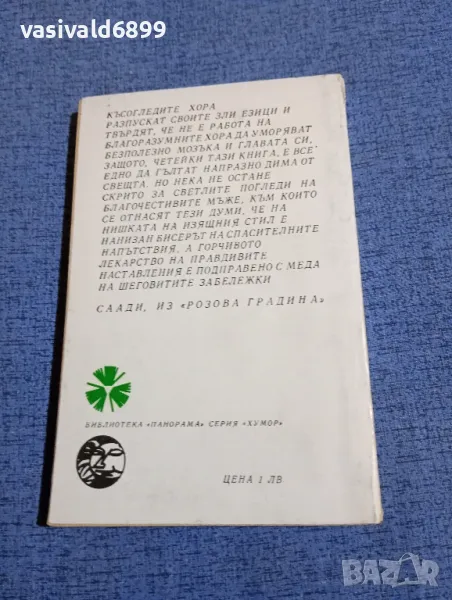 vasivald6899
КЪСОГЛЕДИТЕ ХОРА
РАЗПУСКАТ СВОИТЕ ЗЛИ ЕЗИЦИ И
ТВЪРДЯТ, ЧЕ НЕ Е РАБОТА НА
БЛАГОРАЗУМНИТЕ ХОРА ДА УМОРЯВАТ
БЕЗПОЛЕЗНО МОЗЪКА И ГЛАВАТА СИ,
ЗАЩОТО, ЧЕТЕЙКИ ТАЗИ КНИГА, Е ВСЕ
ЕДНО ДА ГЪЛТАТ НАПРАЗНО ДИМА ОТ
СВЕЩТА. НО НЕКА НЕ ОСТАНЕ
СКРИТО ЗА СВЕТЛИТЕ ПОГЛЕДИ НА
БЛАГОЧЕСТИВИТЕ МЪЖЕ, КЪМ КОИТО
СЕ ОТНАСЯТ ТЕЗИ ДУМИ, ЧЕ НА
НИШКАТА НА ИЗЯЩНИЯ СТИЛ Е
НАНИЗАН БИСЕРЪТ НА СПАСИТЕЛНИТЕ
НАПЪТСТВИЯ, А ГОРЧИВОТО
ЛЕКАРСТВО НА ПРАВДИВИТЕ
НАСТАВЛЕНИЯ Е ПОДПРАВЕНО С МЕДА
НА ШЕГОВИТИТЕ ЗАБЕЛЕЖКИ
СААДИ, ИЗ «РОЗОВА ГРАДИНА»
БИБЛИОТЕКА «ПАНОРАМА» СЕРИЯ «ХУМОР»
ЦЕНА 1 ЛВ
BAZAR